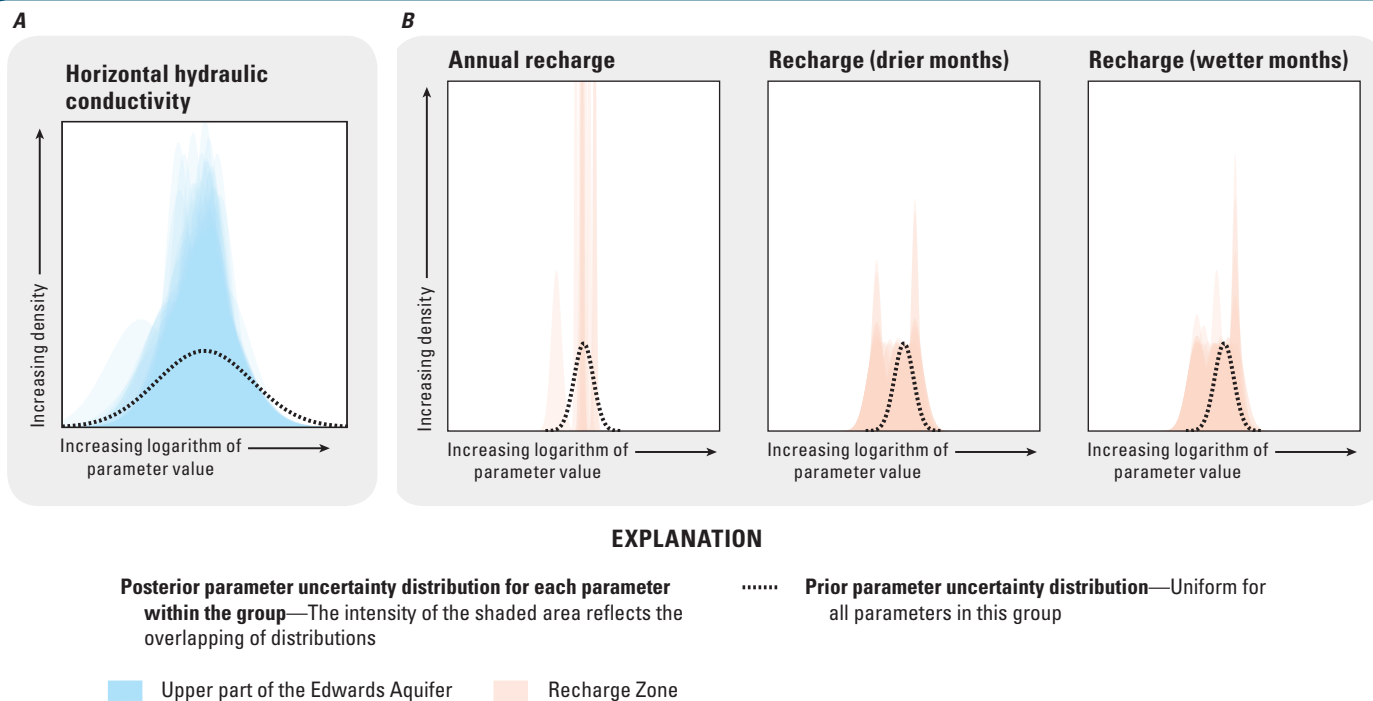 A
Horizontal hydraulic
conductivity
Increasing density
Increasing logarithm of
parameter value
B
Annual recharge
Increasing density
Increasing logarithm of
parameter value
Recharge (drier months)
Increasing logarithm of
parameter value
Recharge (wetter months)
Increasing logarithm of
parameter value
EXPLANATION
Posterior parameter uncertainty distribution for each parameter
within the group—The intensity of the shaded area reflects the
overlapping of distributions
Prior parameter uncertainty distribution—Uniform for
all parameters in this group
Upper part of the Edwards Aquifer
Recharge Zone